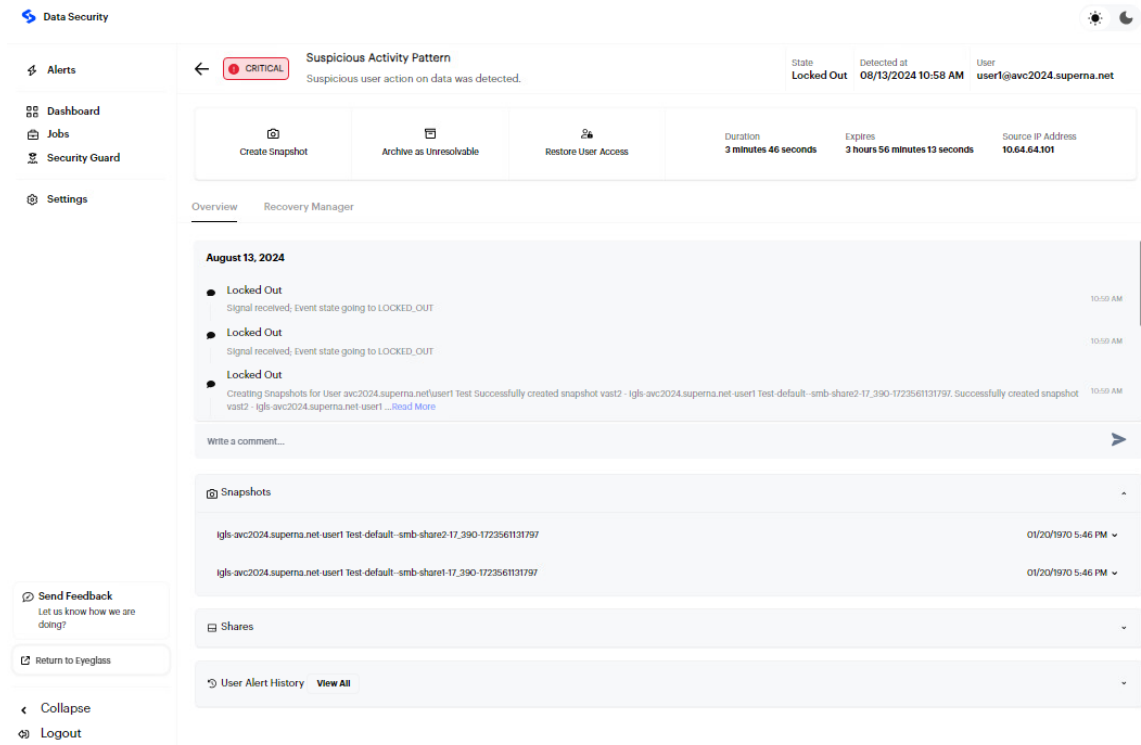 Data Security
Alerts
Dashboard
Jobs
Security Guard
Settings
CRITICAL
Suspicious Activity Pattern
Suspicious user action on data was detected.
State
Locked Out
Detected at
08/13/2024 10:58 AM
User
user1@avc2024.superna.net
Create Snapshot
Archive as Unresolvable
Restore User Access
Duration
3 minutes 46 seconds
Expires
3 hours 56 minutes 13 seconds
Source IP Address
10.64.64.101
Overview
Recovery Manager
August 13, 2024
Locked Out
Signal received; Event state going to LOCKED_OUT
10:59 AM
Locked Out
Signal received; Event state going to LOCKED_OUT
10:59 AM
Locked Out
Creating Snapshots for User avc2024.superna.net\user1 Test Successfully created snapshot vast2 - igls-avc2024.superna.net-user1 Test-default--smb-share2-17_390-1723561131797. Successfully created snapshot
vast2 - igls-avc2024.superna.net-user1 ...Read More
10:59 AM
Write a comment...
Snapshots
igls-avc2024.superna.net-user1 Test-default--smb-share2-17_390-1723561131797
01/20/1970 5:46 PM
igls-avc2024.superna.net-user1 Test-default--smb-share1-17_390-1723561131797
01/20/1970 5:46 PM
Shares
User Alert History
View All
Send Feedback
Let us know how we are
doing?
Return to Eyeglass
Collapse
Logout